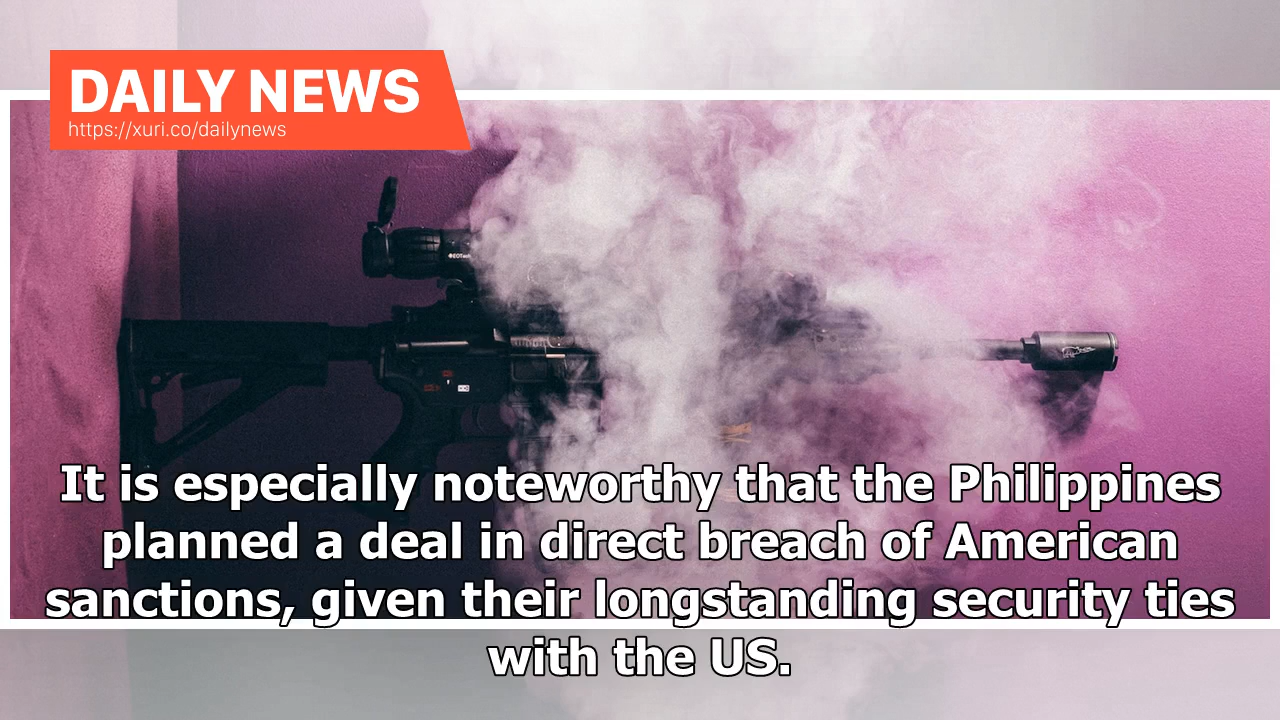 DAILY NEWS
https://xuri.co/dailynews
EOTech
It is especially noteworthy that the Philippines
planned a deal in direct breach of American
sanctions, given their longstanding security ties
with the US.